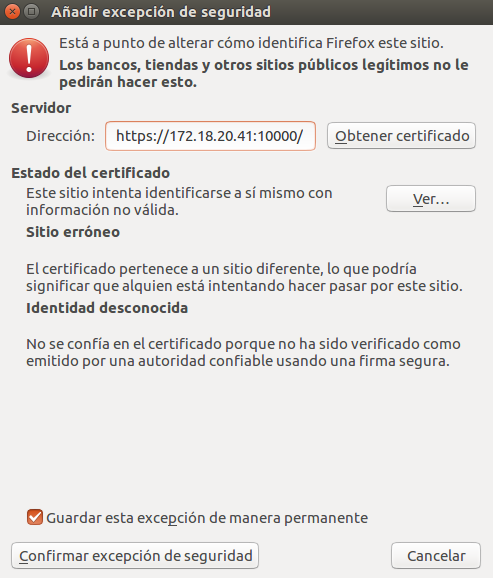 Añadir excepción de seguridad
Está a punto de alterar cómo identifica Firefox este sitio.
Los bancos, tiendas y otros sitios públicos legítimos no le
pedirán hacer esto.
Servidor
Dirección: https://172.18.20.41:10000/ Obtener certificado
Estado del certificado
Este sitio intenta identificarse a sí mismo con
información no válida.
Ver...
Sitio erróneo
El certificado pertenece a un sitio diferente, lo que podría
significar que alguien está intentando hacer pasar por este sitio.
Identidad desconocida
No se confía en el certificado porque no ha sido verificado como
emitido por una autoridad confiable usando una firma segura.
Guardar esta excepción de manera permanente
Confirmar excepción de seguridad Cancelar